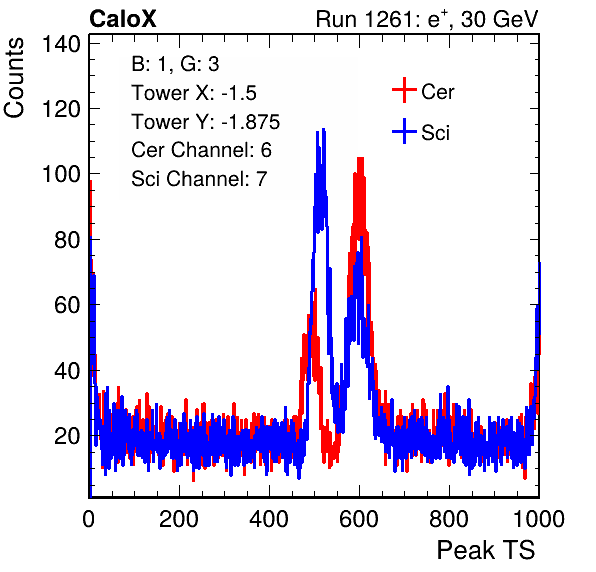 CaloX Run 1261: e⁺, 30 GeV
Counts
140
120
100
80
60
40
20
B: 1, G: 3
Tower X: -1.5
Tower Y: -1.875
Cer Channel: 6
Sci Channel: 7
Cer
Sci
0 200 400 600 800 1000
Peak TS